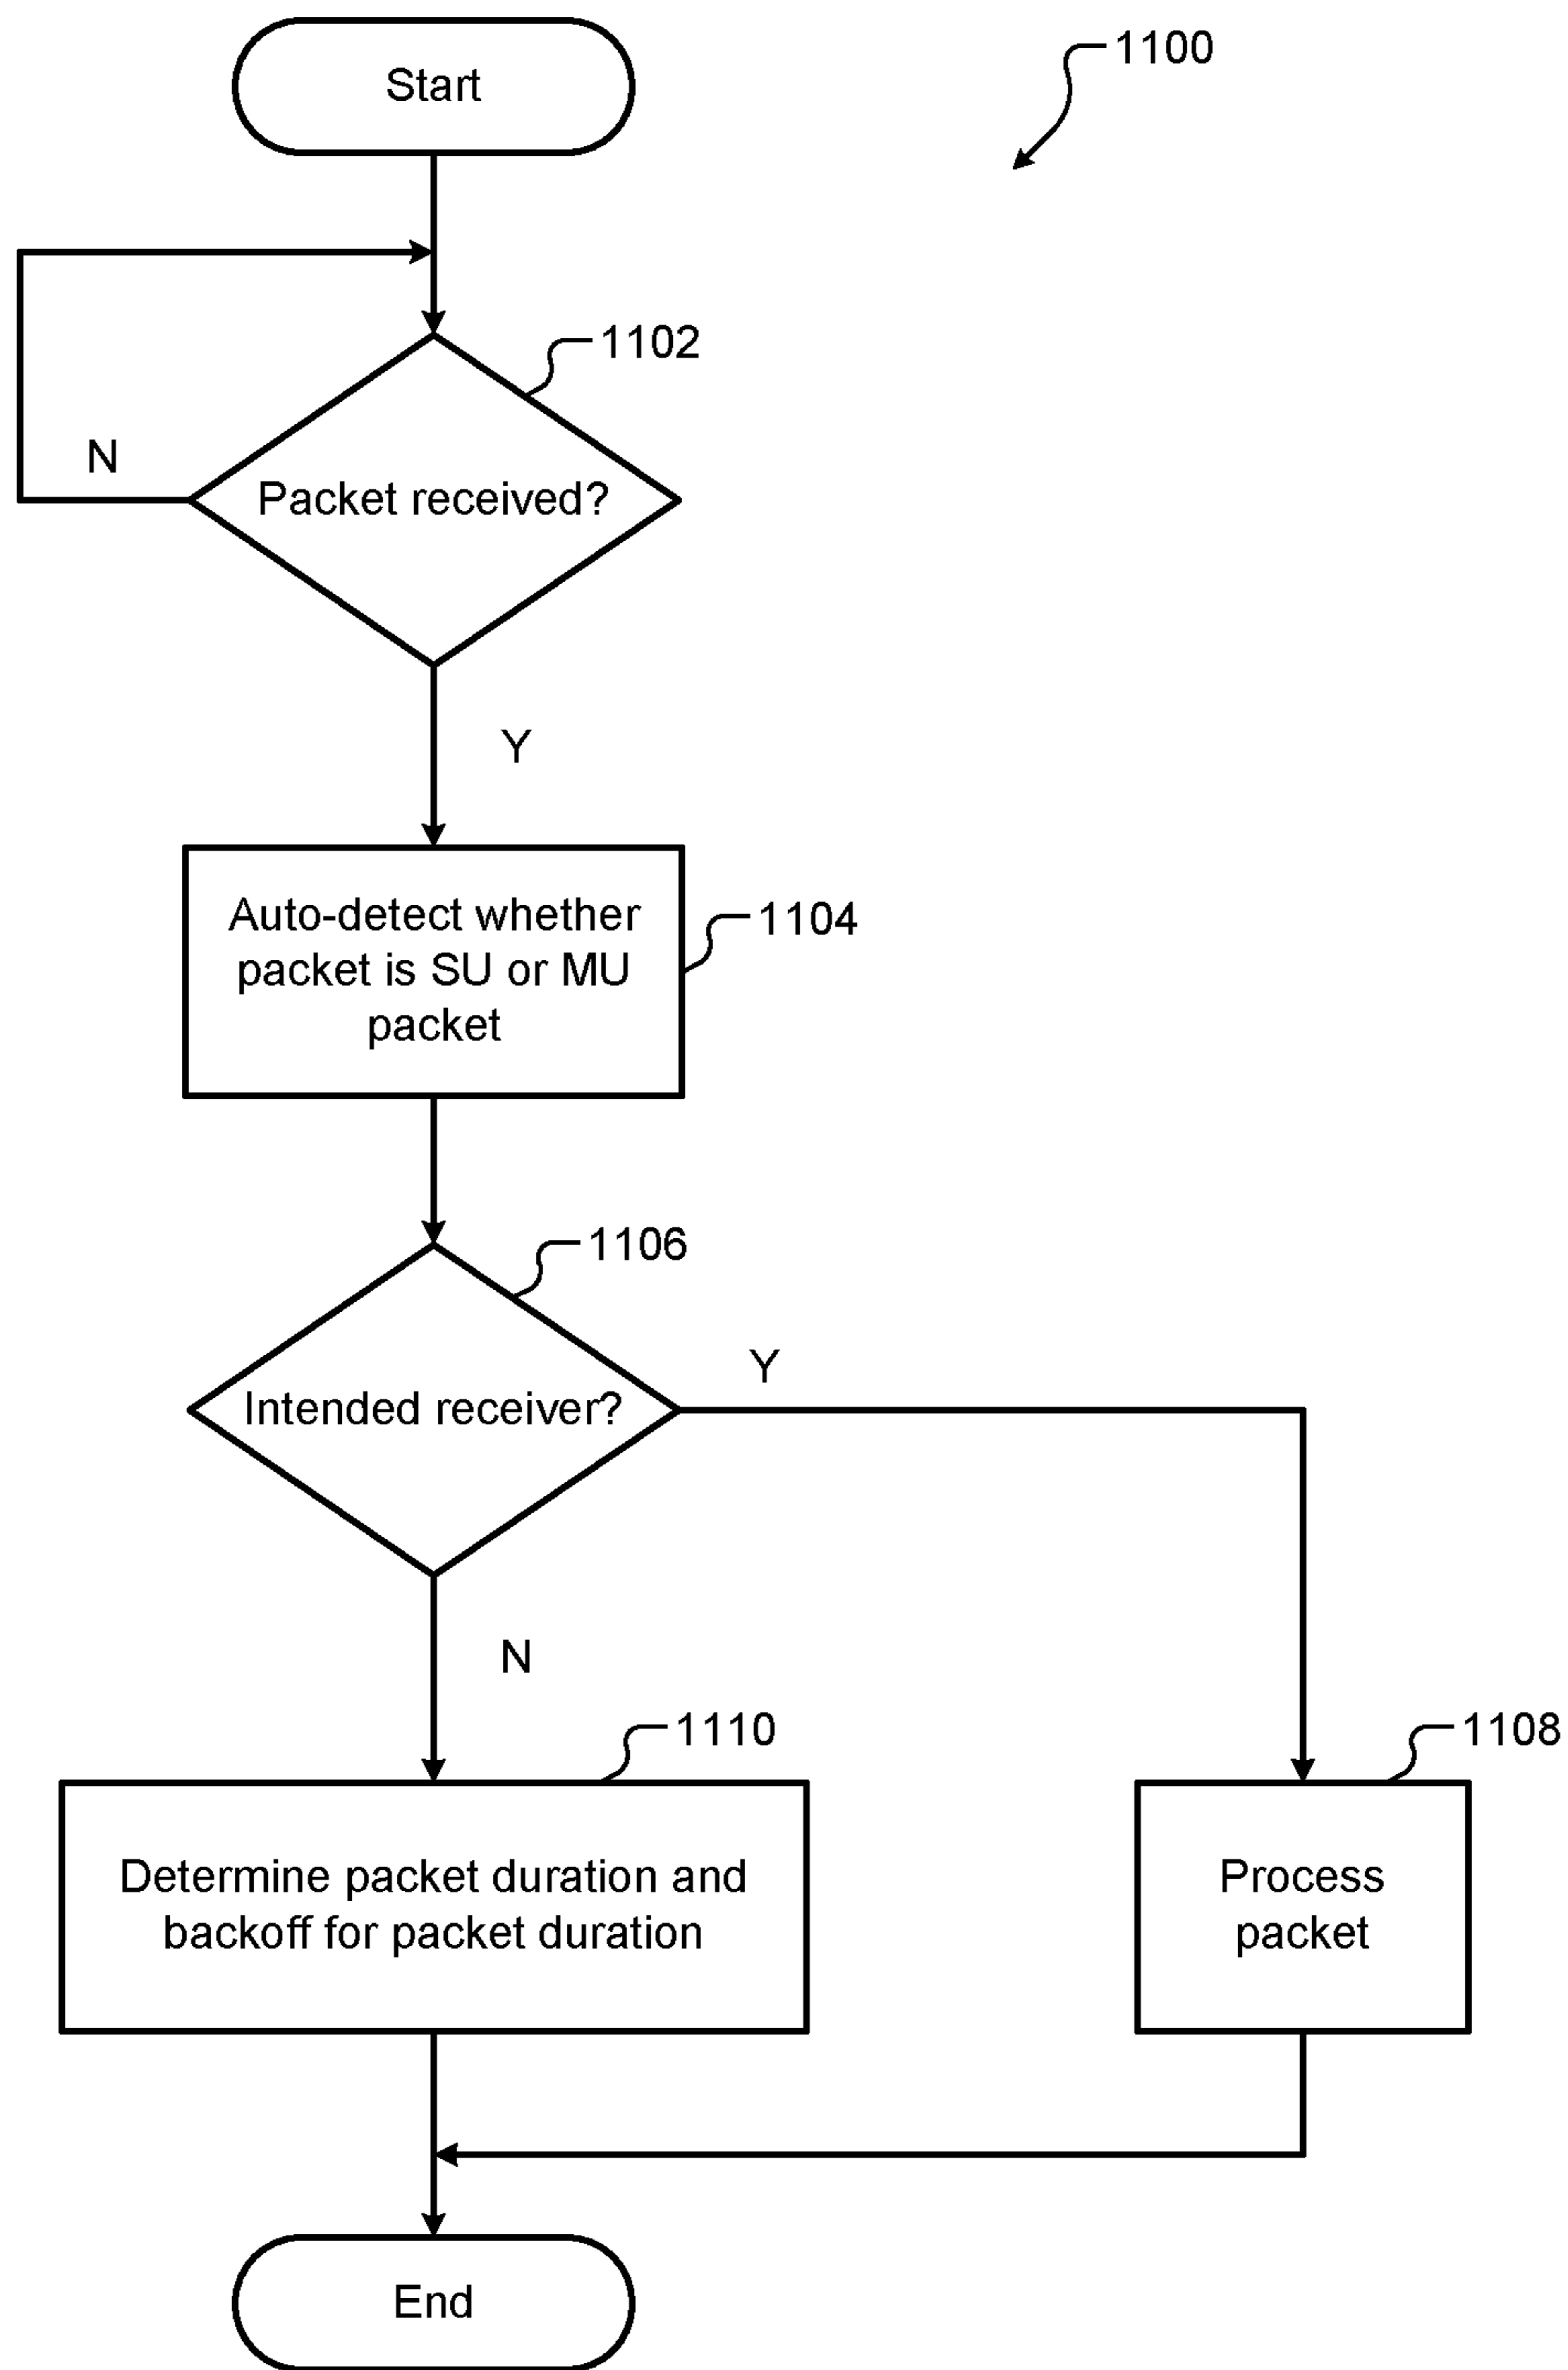 Start
1100
1102
N
Packet received?
Y
Auto-detect whether
packet is SU or MU
packet
1104
1106
Y
Intended receiver?
N
1110
1108
Determine packet duration and
backoff for packet duration
Process
packet
End